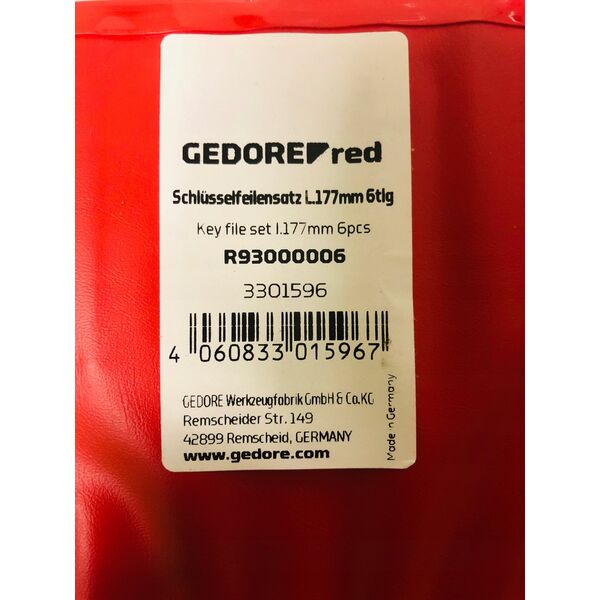 GEDORE red
Schlüsselfeilensatz L.177mm 6tlg
Key file set l.177mm 6pcs
R93000006
3301596
4 060833 015967
GEDORE Werkzeugfabrik GmbH & Co.KG
Remscheider Str. 149
42899 Remscheid, GERMANY
www.gedore.com
Made in Germany